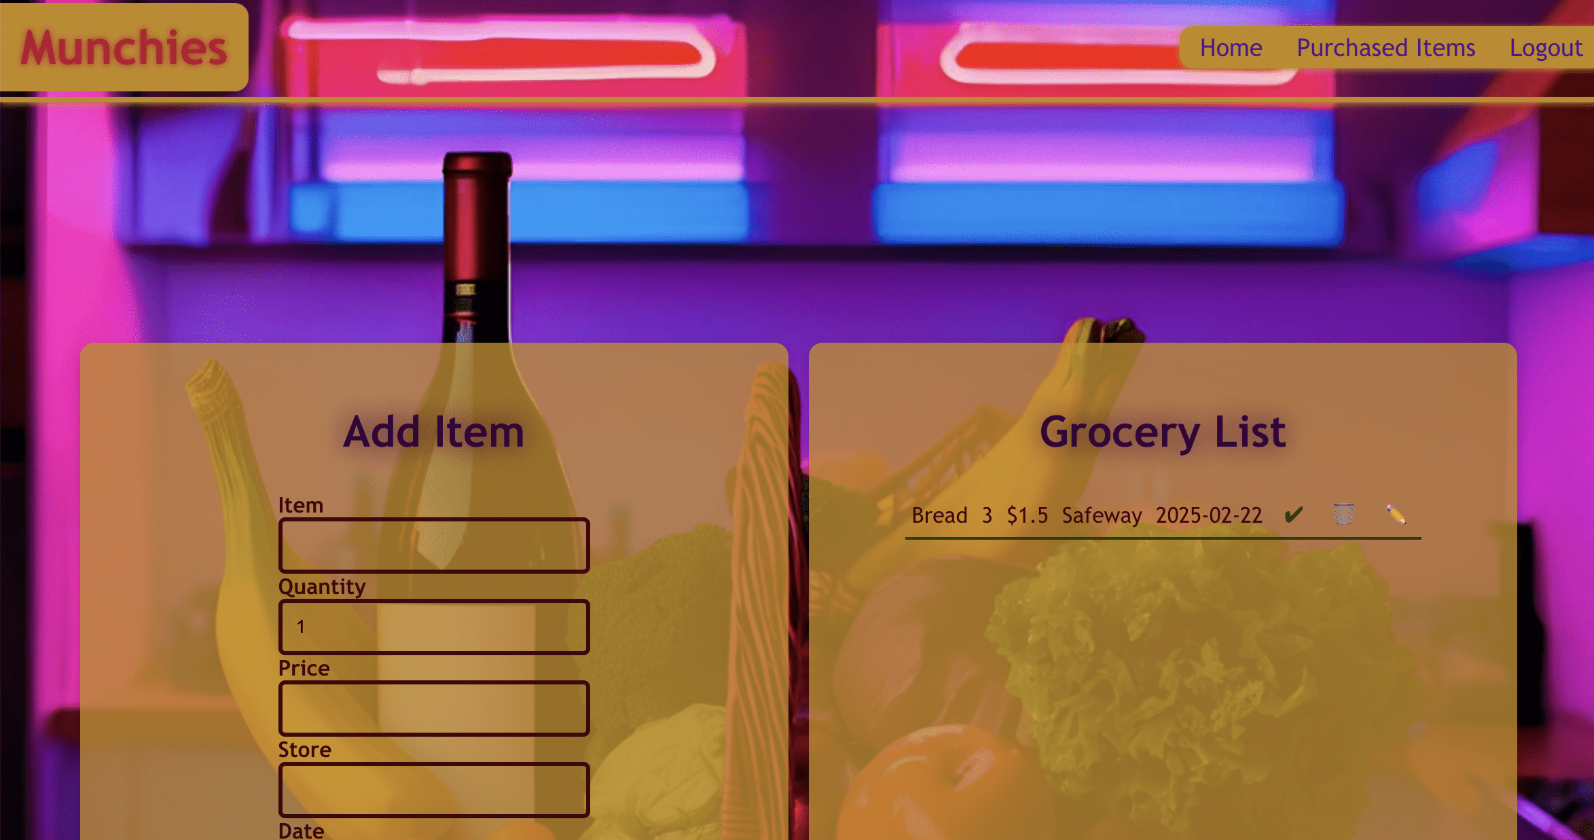 Munchies
Home Purchased Items Logout
Add Item
Item
Quantity
1
Price
Store
Date
Grocery List
Bread 3 $1.5 Safeway 2025-02-22 ✔ 🗑️ ✏️